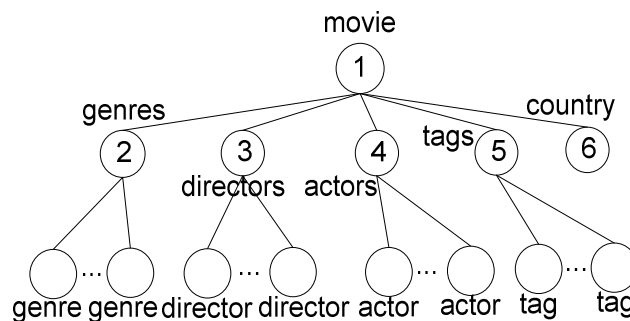 movie
1
genres
country
tags
2
3
4
5
6
directors
actors
... ... ... ...
genre genre director director actor actor tag tag